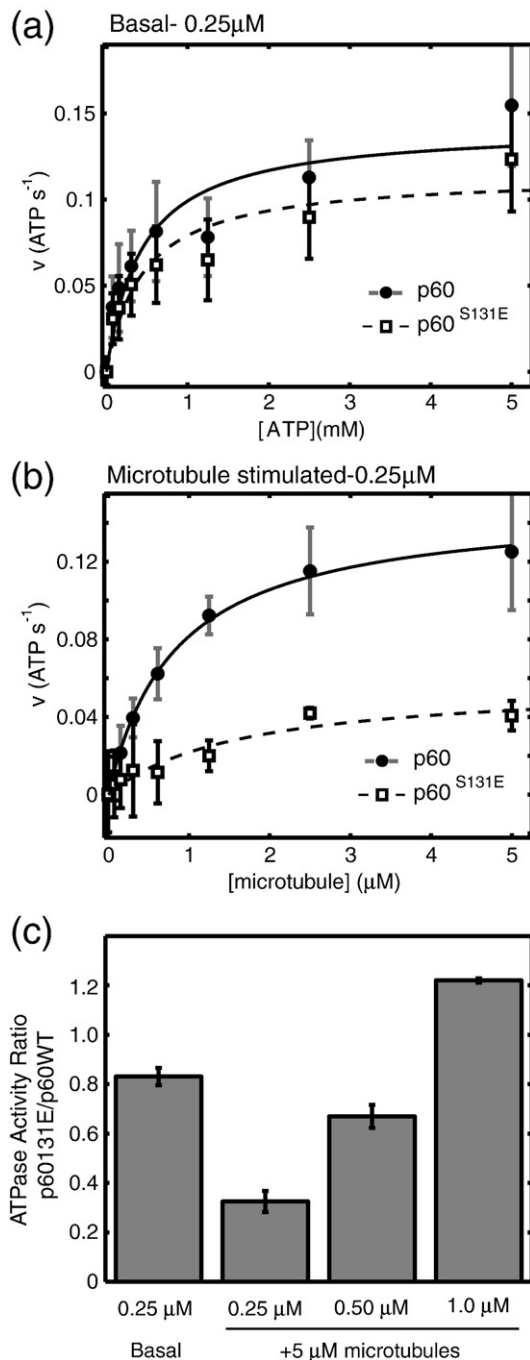 (a) Basal- 0.25μM
0.15
0.1
0.05
0
v (ATP s⁻¹)
p60
p60 S131E
0 1 2 3 4 5
[ATP](mM)
(b) Microtubule stimulated-0.25μM
0.12
0.08
0.04
0
v (ATP s⁻¹)
p60
p60 S131E
0 1 2 3 4 5
[microtubule] (μM)
(c)
1.2
1.0
0.8
0.6
0.4
0.2
0
ATPase Activity Ratio
p60131E/p60WT
0.25 μM 0.25 μM 0.50 μM 1.0 μM
Basal +5 μM microtubules